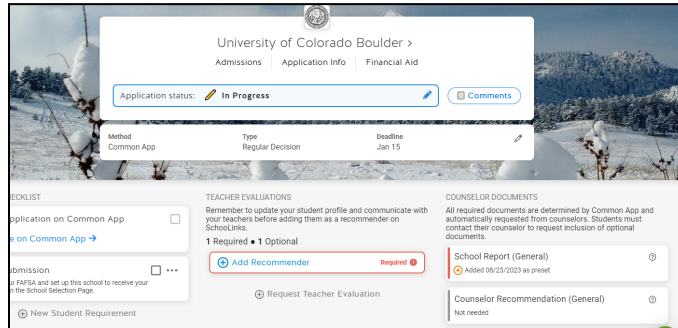 University of Colorado Boulder >
Admissions Application Info Financial Aid
Application status: In Progress
Comments
Method Type Deadline
Common App Regular Decision Jan 15
TEACHER EVALUATIONS
Remember to update your student profile and communicate with
your teachers before adding them as a recommender on
SchooLinks.
1 Required • 1 Optional
Add Recommender Required
Request Teacher Evaluation
COUNSELOR DOCUMENTS
All required documents are determined by Common App and
automatically requested from counselors. Students must
contact their counselor to request inclusion of optional
documents.
School Report (General)
Added 08/23/2023 as preset
Counselor Recommendation (General)
Not needed
ECKLIST
pplication on Common App
e on Common App →
ubmission
ur FAFSA and set up this school to receive your
n the School Selection Page.
New Student Requirement